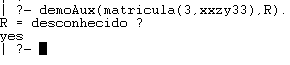 | ?- demoAux(matricula(3,xxzy33),R).
R = desconhecido ?
yes
| ?-